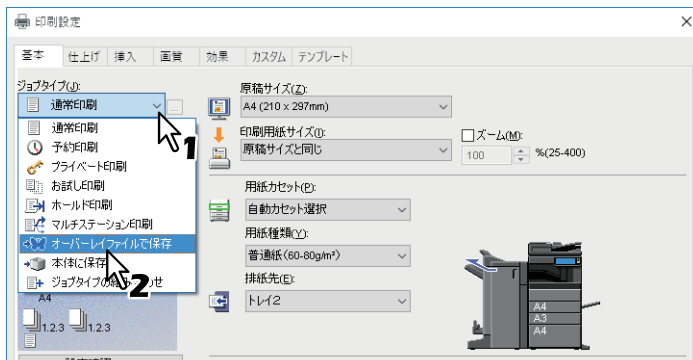 印刷設定
基本 仕上げ 挿入 画質 効果 カスタム テンプレート
ジョブタイプ(J):
通常印刷
...
1
通常印刷
予約印刷
プライベート印刷
お試し印刷
ホールド印刷
マルチステーション印刷
オーバーレイファイルで保存
本体に保存
2
ジョブタイプの組
せ
A4
1.2.3 1.2.3
原稿サイズ(Z):
A4 (210 x 297mm)
印刷用紙サイズ(I):
原稿サイズと同じ
ズーム(M):
100 %(25-400)
用紙カセット(P):
自動カセット選択
用紙種類(Y):
普通紙(60-80g/m²)
排紙先(E):
トレイ2
A4
A3
A4